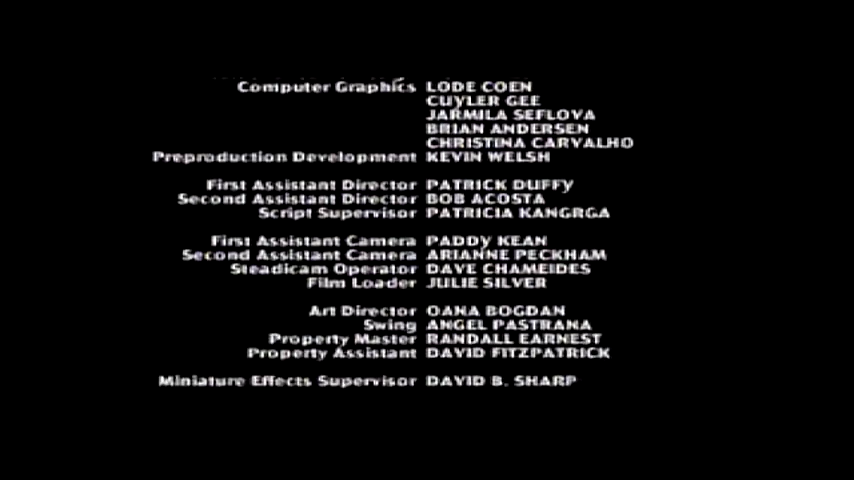 Computer Graphics LODE COEN
CUYLER GEE
JARMILA SEFLOVA
BRIAN ANDERSEN
CHRISTINA CARVALHO
Preproduction Development KEVIN WELSH
First Assistant Director PATRICK DUFFY
Second Assistant Director BOB ACOSTA
Script Supervisor PATRICIA KANGRGA
First Assistant Camera PADDY KEAN
Second Assistant Camera ARIANNE PECKHAM
Steadicam Operator DAVE CHAMEIDES
Film Loader JULIE SILVER
Art Director OANA BOGDAN
Swing ANGEL PASTRANA
Property Master RANDALL EARNEST
Property Assistant DAVID FITZPATRICK
Miniature Effects Supervisor DAVID B. SHARP